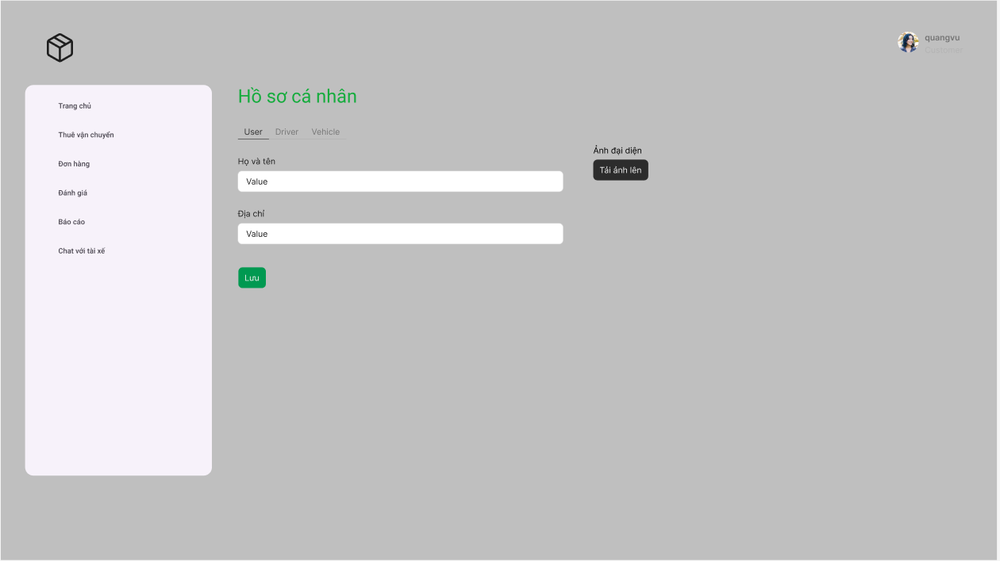 quangvu
Customer
Trang chủ
Thuê vận chuyển
Đơn hàng
Đánh giá
Báo cáo
Chat với tài xế
Hồ sơ cá nhân
User Driver Vehicle
Họ và tên
Value
Địa chỉ
Value
Lưu
Ảnh đại diện
Tải ảnh lên